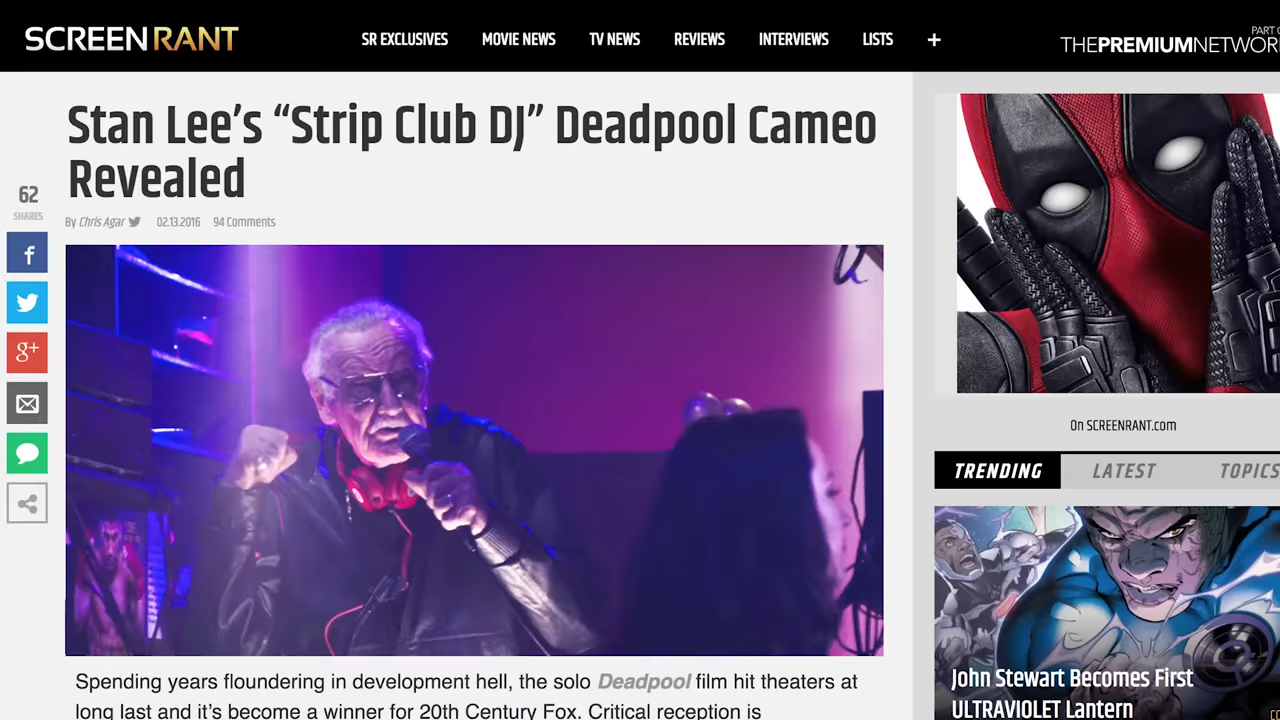 SCREENRANT
SR EXCLUSIVES MOVIE NEWS TV NEWS REVIEWS INTERVIEWS LISTS +
PART
THEPREMIUMNETWOR
Stan Lee's “Strip Club DJ” Deadpool Cameo
Revealed
62
SHARES
By Chris Agar 02.13.2016 94 Comments
f
g+
On SCREENRANT.com
TRENDING LATEST TOPICS
John Stewart Becomes First
ULTRAVIOLET Lantern
Spending years floundering in development hell, the solo Deadpool film hit theaters at
long last and it's become a winner for 20th Century Fox. Critical reception is